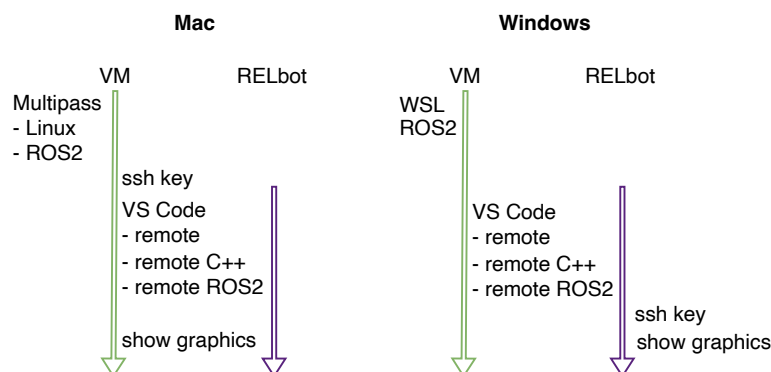 Mac
VM
RELbot
Multipass
- Linux
- ROS2
ssh key
VS Code
- remote
- remote C++
- remote ROS2
show graphics
Windows
VM
RELbot
WSL
ROS2
VS Code
- remote
- remote C++
- remote ROS2
ssh key
show graphics